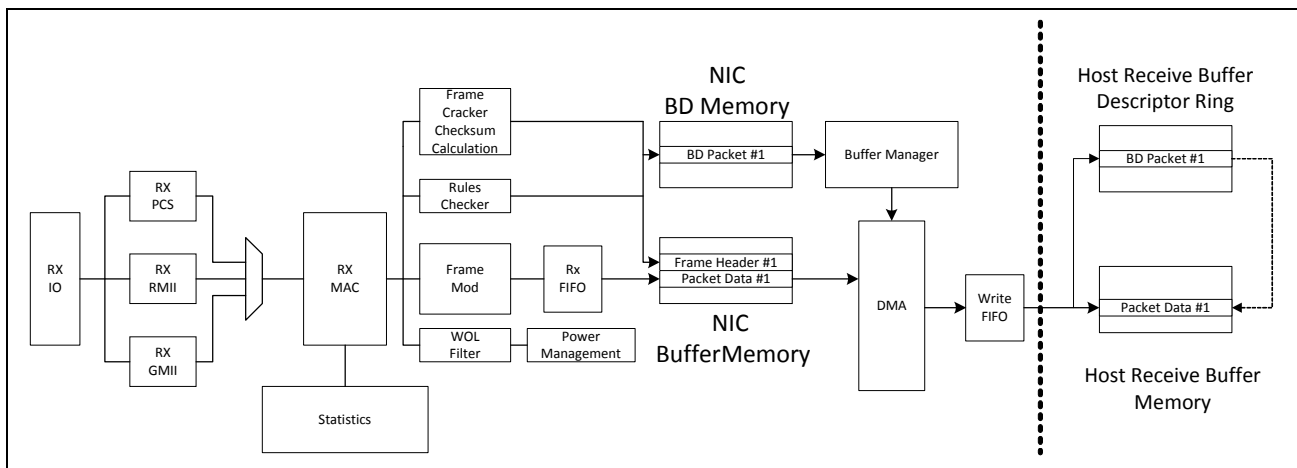 RX
IO
RX
PCS
RX
RMII
RX
GMII
RX
MAC
Statistics
Frame
Cracker
Checksum
Calculation
Rules
Checker
Frame
Mod
Rx
FIFO
WOL
Filter
Power
Management
NIC
BD Memory
BD Packet #1
Buffer Manager
Frame Header #1
Packet Data #1
NIC
BufferMemory
DMA
Write
FIFO
Host Receive Buffer
Descriptor Ring
BD Packet #1
Packet Data #1
Host Receive Buffer
Memory